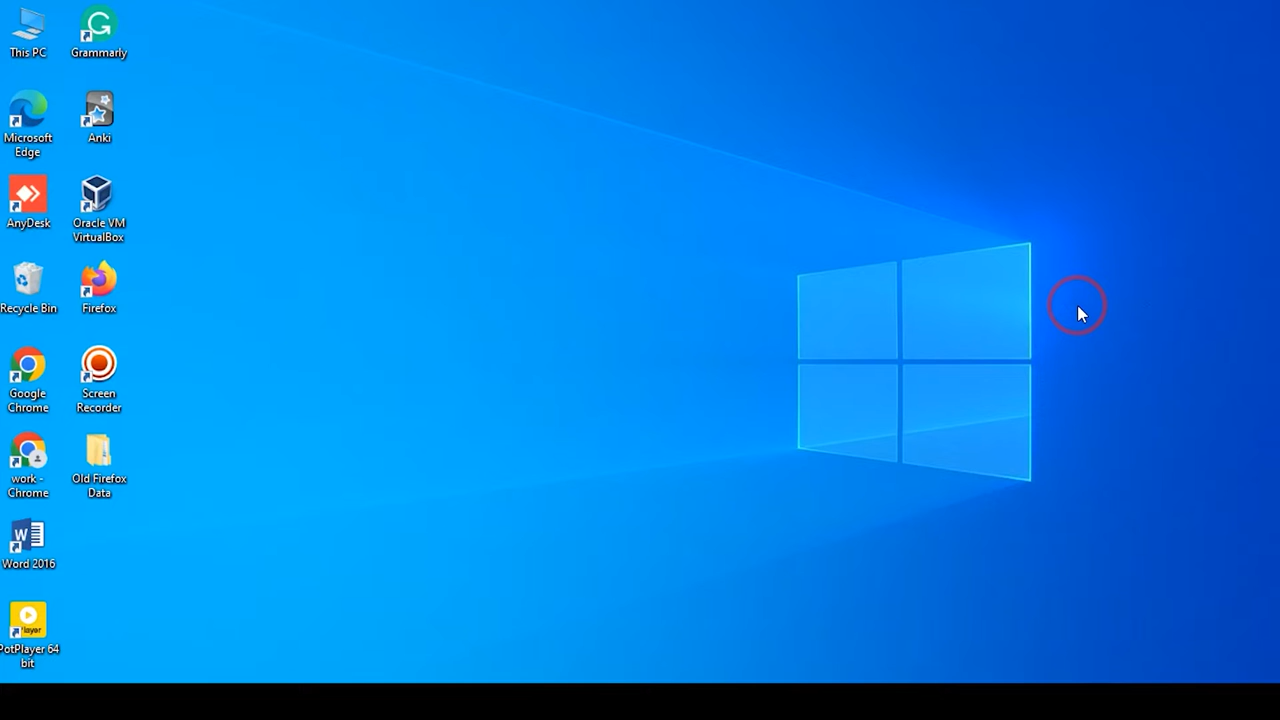 This PC
Grammarly
Microsoft
Edge
Anki
AnyDesk
Oracle VM
VirtualBox
Recycle Bin
Firefox
Google
Chrome
Screen
Recorder
work -
Chrome
Old Firefox
Data
W
Word 2016
Player
PotPlayer 64
bit